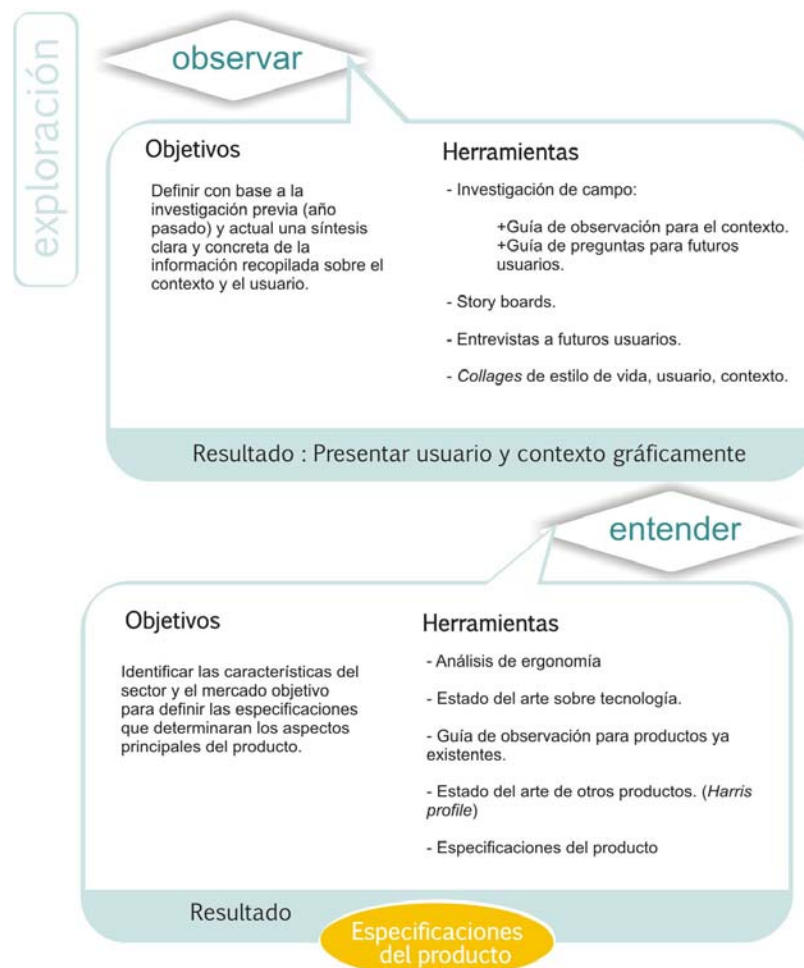 exploración
observar
Objetivos
Definir con base a la
investigación previa (año
pasado) y actual una síntesis
clara y concreta de la
información recopilada sobre el
contexto y el usuario.
Herramientas
- Investigación de campo:
+Guía de observación para el contexto.
+Guía de preguntas para futuros
usuarios.
- Story boards.
- Entrevistas a futuros usuarios.
- Collages de estilo de vida, usuario, contexto.
Resultado : Presentar usuario y contexto gráficamente
entender
Objetivos
Identificar las características del
sector y el mercado objetivo
para definir las especificaciones
que determinaran los aspectos
principales del producto.
Herramientas
- Análisis de ergonomía
- Estado del arte sobre tecnología.
- Guía de observación para productos ya
existentes.
- Estado del arte de otros productos. (Harris
profile)
- Especificaciones del producto
Resultado
Especificaciones
del producto